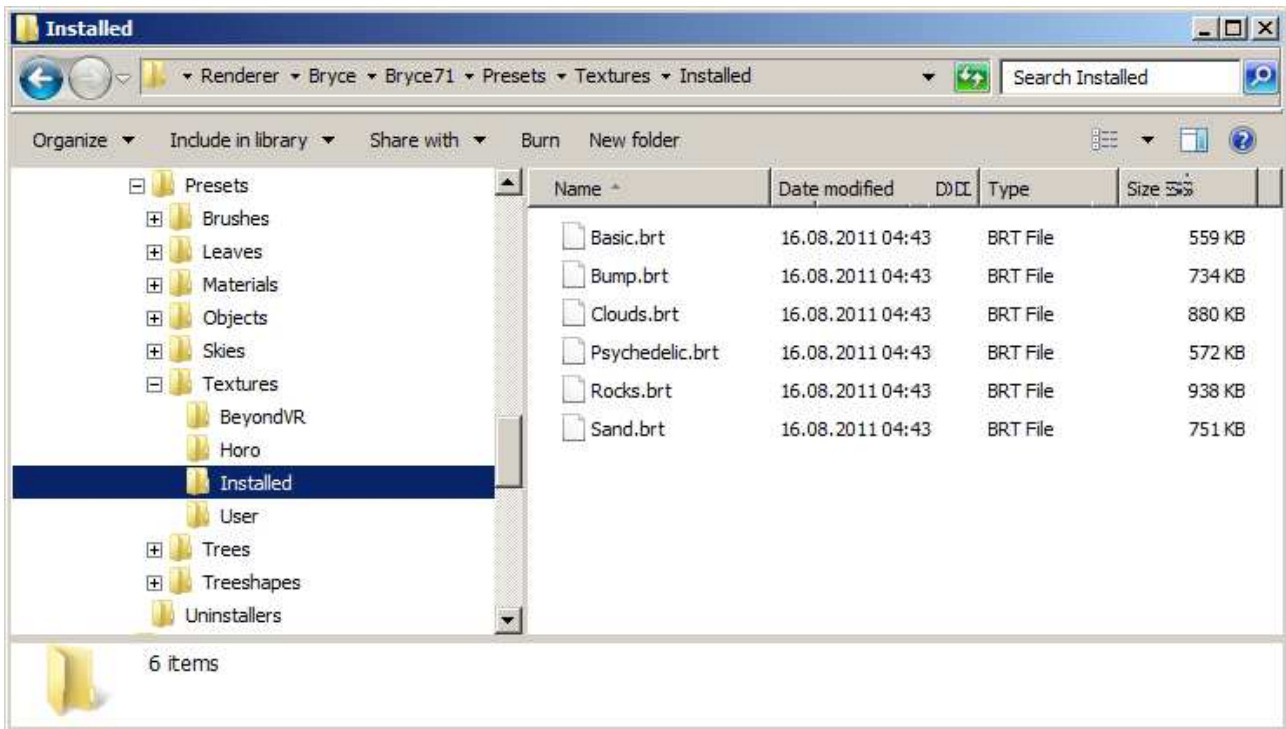 Installed
Renderer Bryce Bryce71 Presets Textures Installed Search Installed
Organize Include in library Share with Burn New folder
Presets
Brushes
Leaves
Materials
Objects
Skies
Textures
BeyondVR
Horo
Installed
User
Trees
Treeshapes
Uninstallers
Name Date modified Type Size
Basic.brt 16.08.2011 04:43 BRT File 559 KB
Bump.brt 16.08.2011 04:43 BRT File 734 KB
Clouds.brt 16.08.2011 04:43 BRT File 880 KB
Psychedelic.brt 16.08.2011 04:43 BRT File 572 KB
Rocks.brt 16.08.2011 04:43 BRT File 938 KB
Sand.brt 16.08.2011 04:43 BRT File 751 KB
6 items